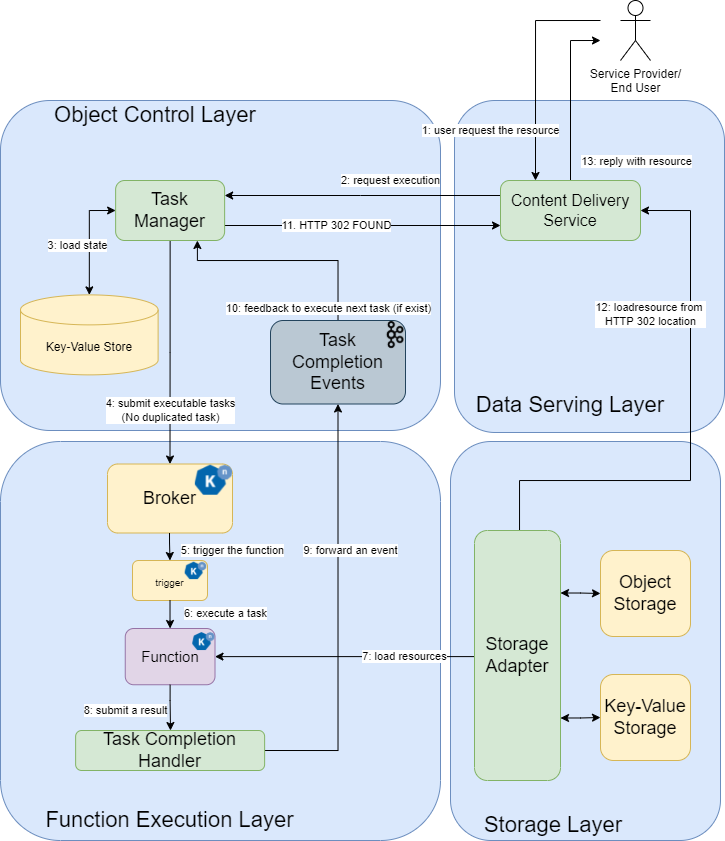 Service Provider/
End User
Object Control Layer
1: user request the resource
13: reply with resource
2: request execution
Task
Manager
Content Delivery
Service
11. HTTP 302 FOUND
3: load state
10: feedback to execute next task (if exist)
12: loadresource from
HTTP 302 location
Key-Value Store
Task
Completion
Events
4: submit executable tasks
(No duplicated task)
Data Serving Layer
Broker
K
n
5: trigger the function
9: forward an event
trigger
K
n
Object
Storage
6: execute a task
Function
K
n
7: load resources
Storage
Adapter
Key-Value
Storage
8: submit a result
Task Completion
Handler
Function Execution Layer
Storage Layer